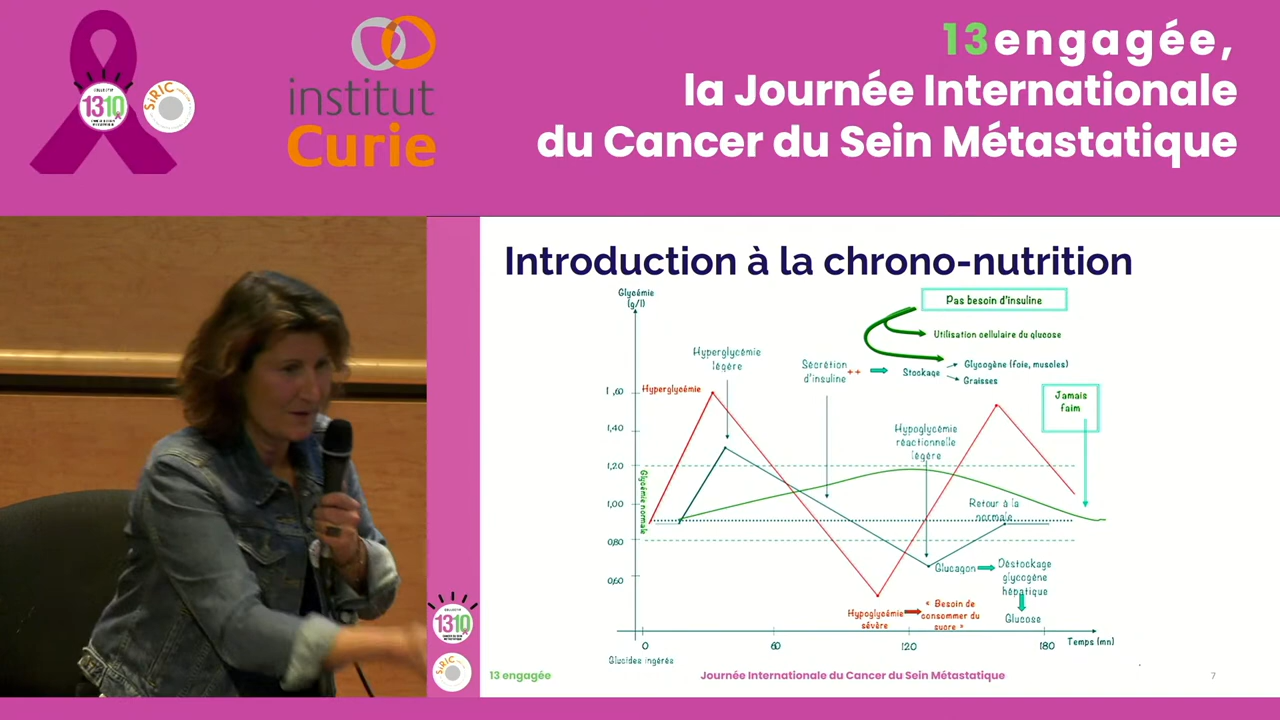 13engagée,
la Journée Internationale
du Cancer du Sein Métastatique
1310
SiRIC
institut
Curie
Introduction à la chrono-nutrition
Glycémie
(g/l)
Pas besoin d'insuline
Utilisation cellulaire du glucose
Hyperglycémie
légère
Sécrétion
d'insuline ++
Stockage
Glycogène (foie, muscles)
Graisses
Hyperglycémie
Jamais
faim
1,60
1,40
1,20
1,00
0,80
0,60
Hypoglycémie
réactionnelle
légère
Glycémie normale
Retour à la
normale
Glucagon
Déstockage
glycogène
hépatique
Glucose
Hypoglycémie
sévère
« Besoin de
consommer du
sucre »
0
60
120
180
Temps (mn)
Glucides ingérés
1310
SiRIC
13 engagée
Journée Internationale du Cancer du Sein Métastatique
7